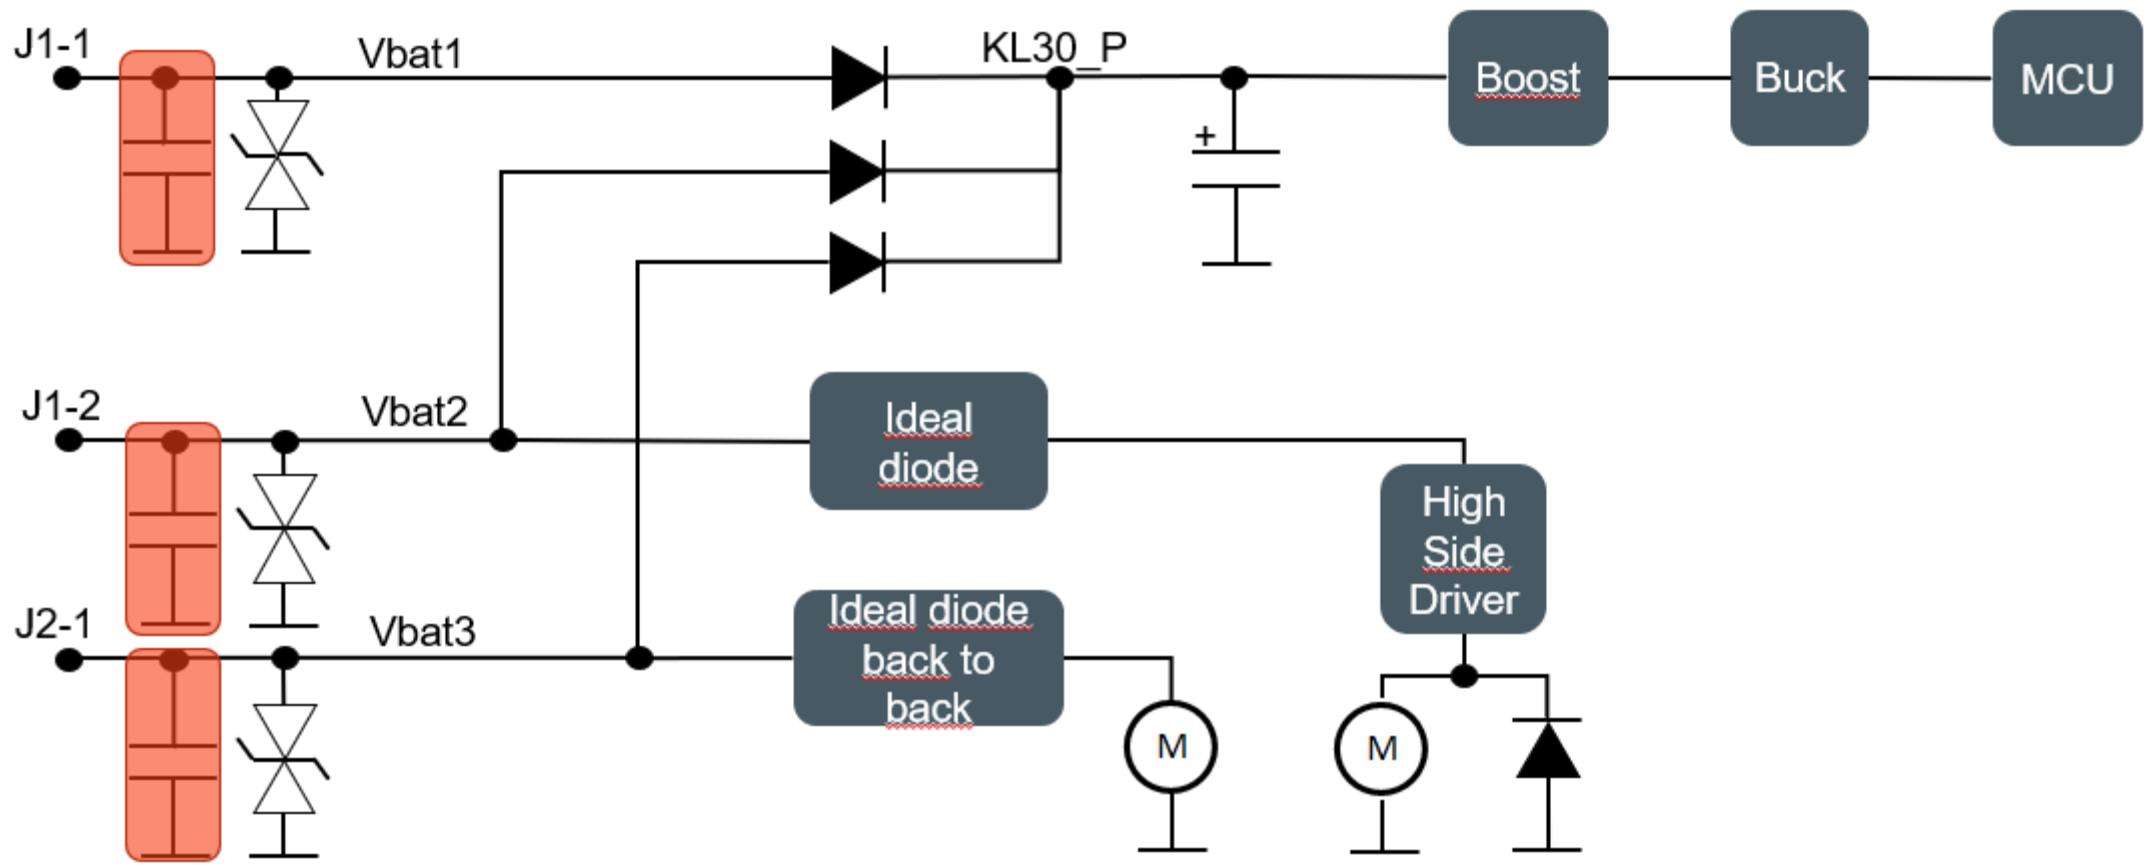 J1-1
Vbat1
KL30_P
Boost
Buck
MCU
+
J1-2
Vbat2
Ideal
diode
High
Side
Driver
J2-1
Vbat3
Ideal diode
back to
back
M
M